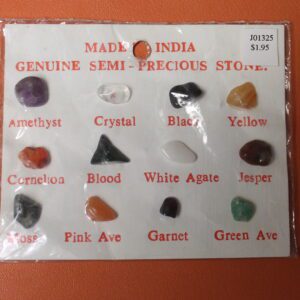 J01325
$1.95
MADE INDIA
GENUINE SEMI-PRECIOUS STONE.
Amethyst Crystal Black Yellow
Cornelion Blood White Agate Jesper
Moss Pink Ave Garnet Green Ave